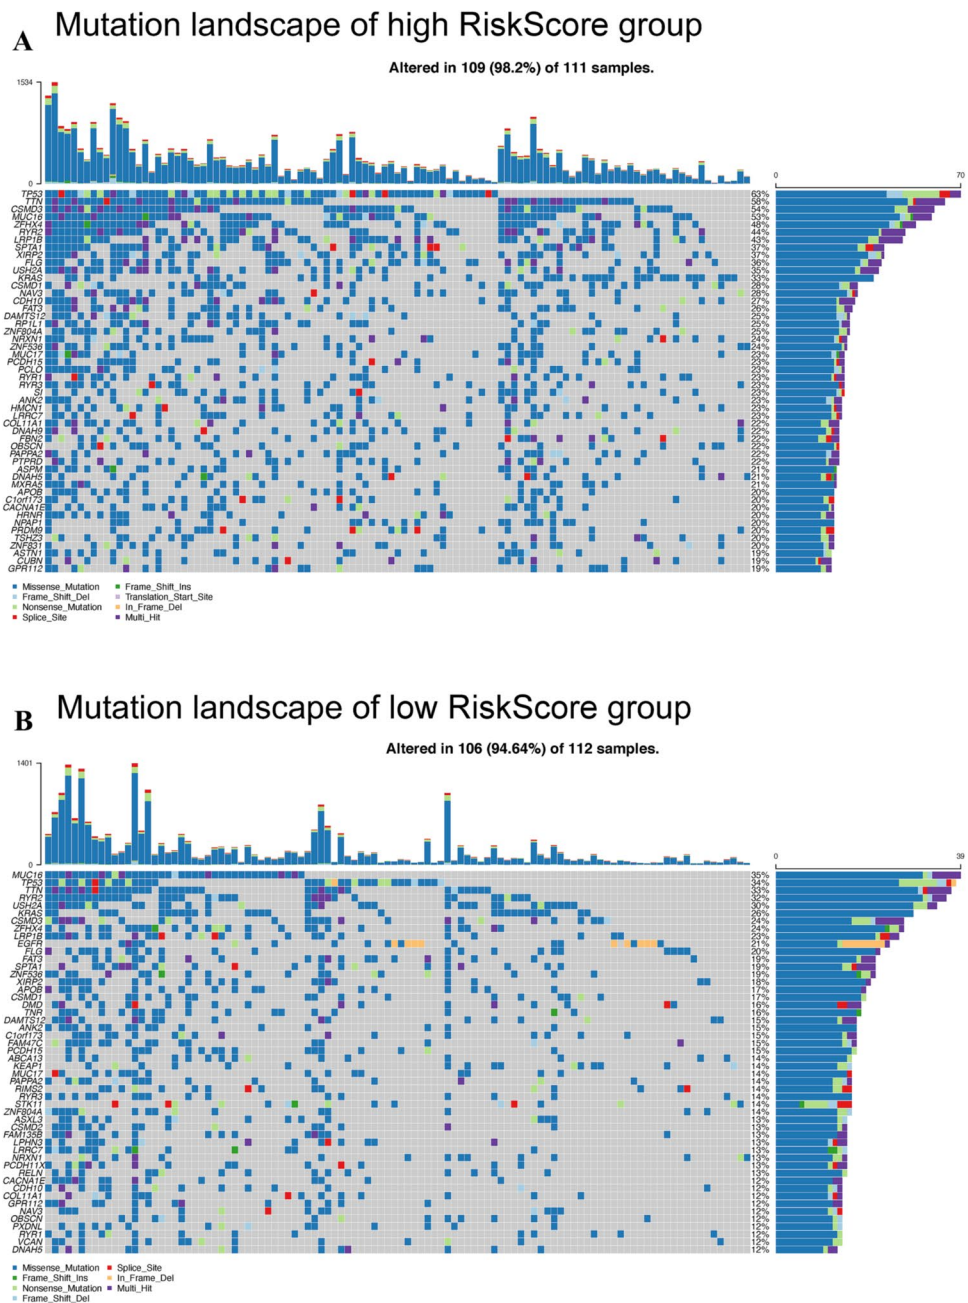 A
Mutation landscape of high RiskScore group
Altered in 109 (98.2%) of 111 samples.
1534
0
0
70
TP53 63%
TTN 58%
CSMD3 54%
MUC16 53%
ZFHX4 48%
RYR2 44%
LRP1B 43%
SPTA1 37%
XIRP2 37%
FLG 36%
USH2A 35%
KRAS 33%
CSMD1 28%
NAV3 28%
CDH10 27%
FAT3 26%
DAMTS12 25%
RP1L1 25%
ZNF804A 25%
NRXN1 24%
ZNF536 24%
MUC17 23%
PCDH15 23%
PCLO 23%
RYR1 23%
RYR3 23%
SI 23%
ANK2 23%
HMCN1 23%
LRRC7 23%
COL11A1 22%
DNAH9 22%
FBN2 22%
OBSCN 22%
PAPPA2 22%
PTPRD 22%
ASPM 21%
DNAH5 21%
MXRA5 21%
APOB 20%
C1orf173 20%
CACNA1E 20%
HRNR 20%
NPAP1 20%
PRDM9 20%
TSHZ3 20%
ZNF831 20%
ASTN1 19%
CUBN 19%
GPR112 19%
Missense_Mutation Frame_Shift_Ins
Frame_Shift_Del Translation_Start_Site
Nonsense_Mutation In_Frame_Del
Splice_Site Multi_Hit
B
Mutation landscape of low RiskScore group
Altered in 106 (94.64%) of 112 samples.
1401
0
0
39
MUC16 35%
TP53 34%
TTN 33%
RYR2 32%
USH2A 30%
KRAS 26%
CSMD3 24%
ZFHX4 24%
LRP1B 23%
EGFR 21%
FLG 20%
FAT3 19%
SPTA1 19%
ZNF536 19%
XIRP2 18%
APOB 17%
CSMD1 17%
DMD 16%
TNR 16%
DAMTS12 15%
ANK2 15%
C1orf173 15%
FAM47C 15%
PCDH15 15%
ABCA13 14%
KEAP1 14%
MUC17 14%
PAPPA2 14%
RIMS2 14%
RYR3 14%
STK11 14%
ZNF804A 14%
ASXL3 13%
CSMD2 13%
FAM135B 13%
LPHN3 13%
LRRC7 13%
NRXN1 13%
PCDH11X 13%
RELN 13%
CACNA1E 12%
CDH10 12%
COL11A1 12%
GPR112 12%
NAV3 12%
OBSCN 12%
PXDNL 12%
RYR1 12%
VCAN 12%
DNAH5 12%
Missense_Mutation Splice_Site
Frame_Shift_Ins In_Frame_Del
Nonsense_Mutation Multi_Hit
Frame_Shift_Del